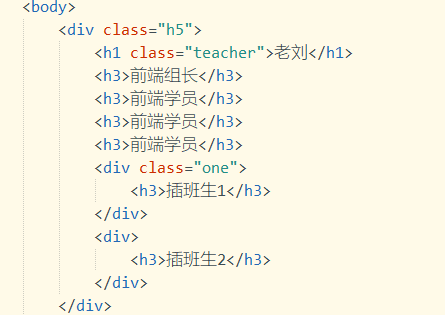 <body>
<div class="h5">
<h1 class="teacher">老刘</h1>
<h3>前端组长</h3>
<h3>前端学员</h3>
<h3>前端学员</h3>
<h3>前端学员</h3>
<div class="one">
<h3>插班生1</h3>
</div>
<div>
<h3>插班生2</h3>
</div>
</div>